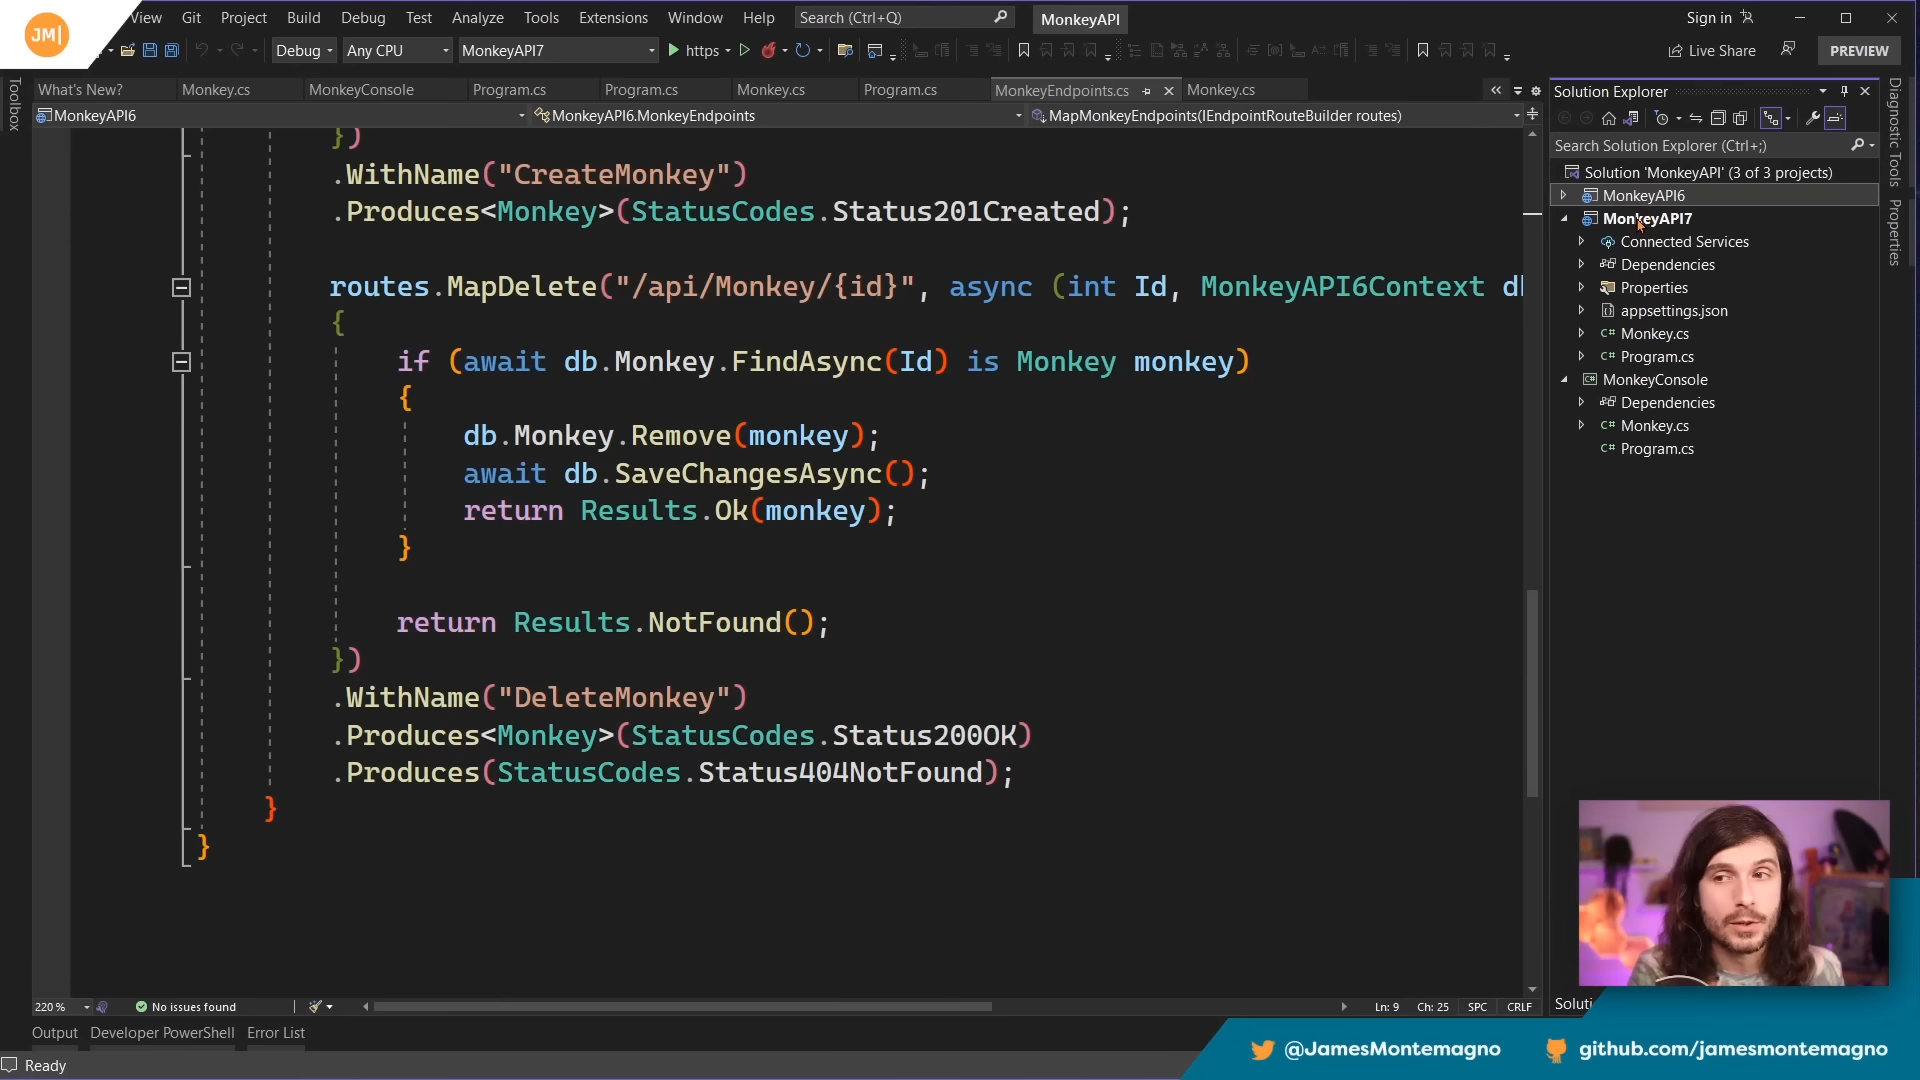 JM|
View Git Project Build Debug Test Analyze Tools Extensions Window Help Search (Ctrl+Q) MonkeyAPI Sign in
Debug Any CPU MonkeyAPI7 https Live Share PREVIEW
Toolbox
What's New? Monkey.cs MonkeyConsole Program.cs Program.cs Monkey.cs Program.cs MonkeyEndpoints.cs Monkey.cs
MonkeyAPI6 MonkeyAPI6.MonkeyEndpoints MapMonkeyEndpoints(IEndpointRouteBuilder routes)
})
.WithName("CreateMonkey")
.Produces<Monkey>(StatusCodes.Status201Created);
routes.MapDelete("/api/Monkey/{id}", async (int Id, MonkeyAPI6Context db
{
if (await db.Monkey.FindAsync(Id) is Monkey monkey)
{
db.Monkey.Remove(monkey);
await db.SaveChangesAsync();
return Results.Ok(monkey);
}
return Results.NotFound();
})
.WithName("DeleteMonkey")
.Produces<Monkey>(StatusCodes.Status200OK)
.Produces(StatusCodes.Status404NotFound);
}
}
220 % No issues found Ln: 9 Ch: 25 SPC CRLF
Output Developer PowerShell Error List
Ready
Solution Explorer
Search Solution Explorer (Ctrl+;)
Solution 'MonkeyAPI' (3 of 3 projects)
MonkeyAPI6
MonkeyAPI7
Connected Services
Dependencies
Properties
appsettings.json
C# Monkey.cs
C# Program.cs
MonkeyConsole
Dependencies
C# Monkey.cs
C# Program.cs
Soluti
Diagnostic Tools
Properties
@JamesMontemagno
github.com/jamesmontemagno